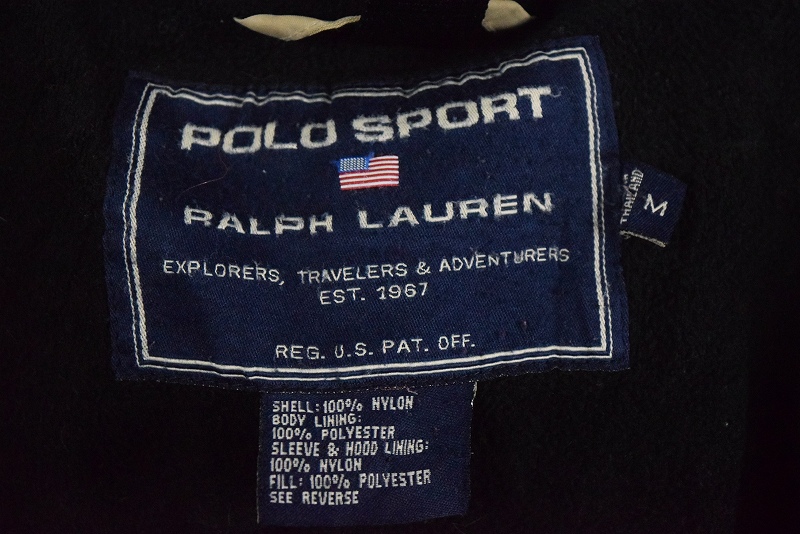 POLO SPORT
RALPH LAUREN
EXPLORERS, TRAVELERS & ADVENTURERS
EST. 1967
REG. U.S. PAT. OFF.
THAILAND
M
SHELL: 100% NYLON
BODY LINING:
100% POLYESTER
SLEEVE & HOOD LINING:
100% NYLON
FILL: 100% POLYESTER
SEE REVERSE